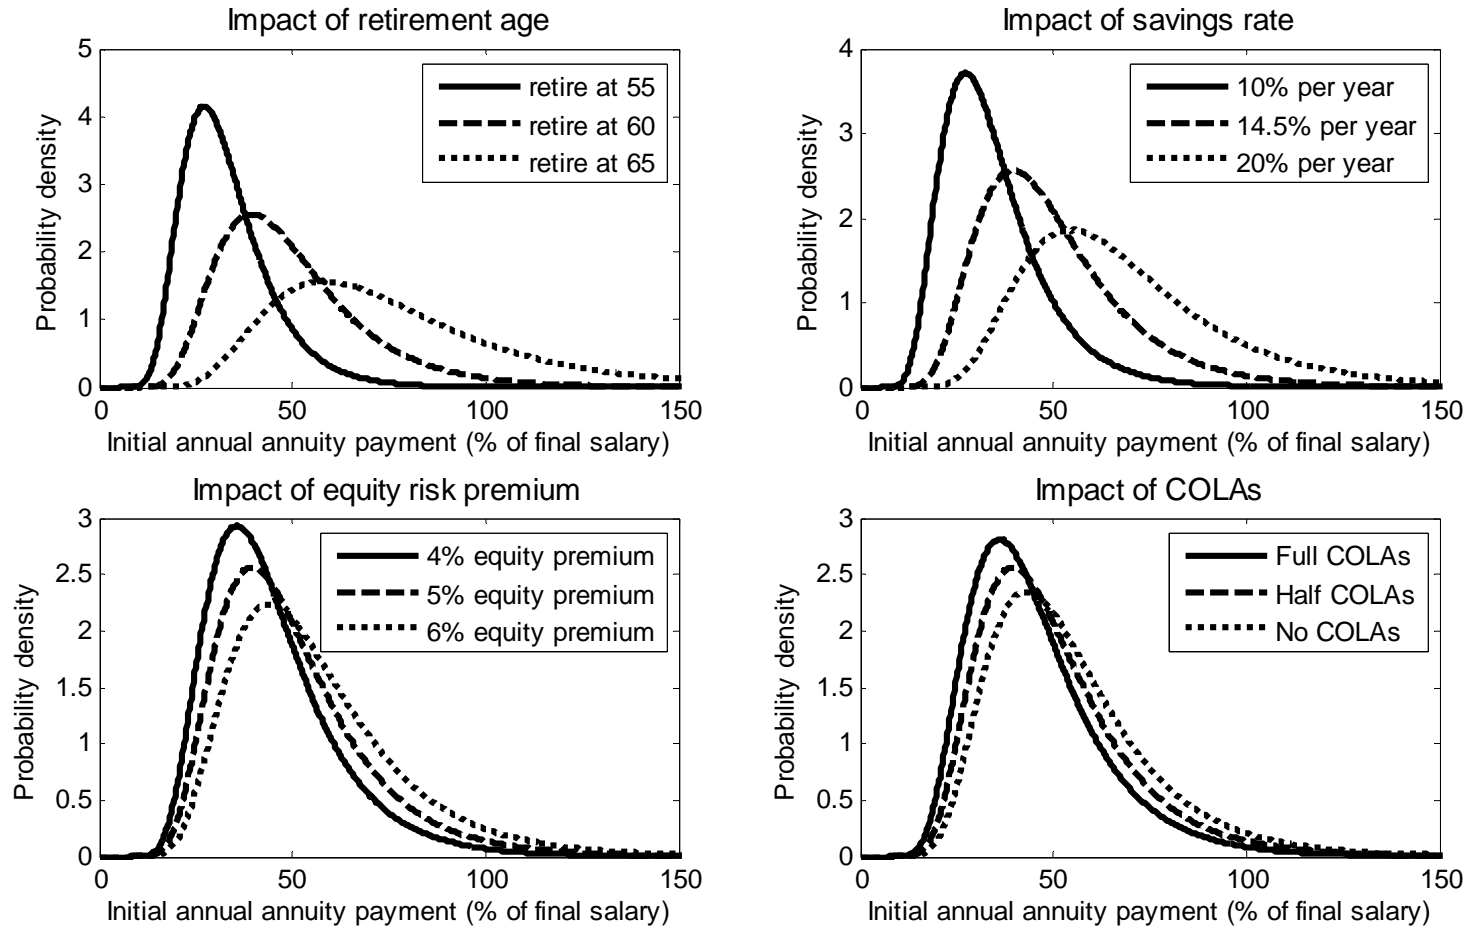 Impact of retirement age
5
4
3
2
1
0
Probability density
retire at 55
retire at 60
retire at 65
0
50
100
150
Initial annual annuity payment (% of final salary)
Impact of savings rate
4
3
2
1
0
Probability density
10% per year
14.5% per year
20% per year
0
50
100
150
Initial annual annuity payment (% of final salary)
Impact of equity risk premium
3
2.5
2
1.5
1
0.5
0
Probability density
4% equity premium
5% equity premium
6% equity premium
0
50
100
150
Initial annual annuity payment (% of final salary)
Impact of COLAs
3
2.5
2
1.5
1
0.5
0
Probability density
Full COLAs
Half COLAs
No COLAs
0
50
100
150
Initial annual annuity payment (% of final salary)